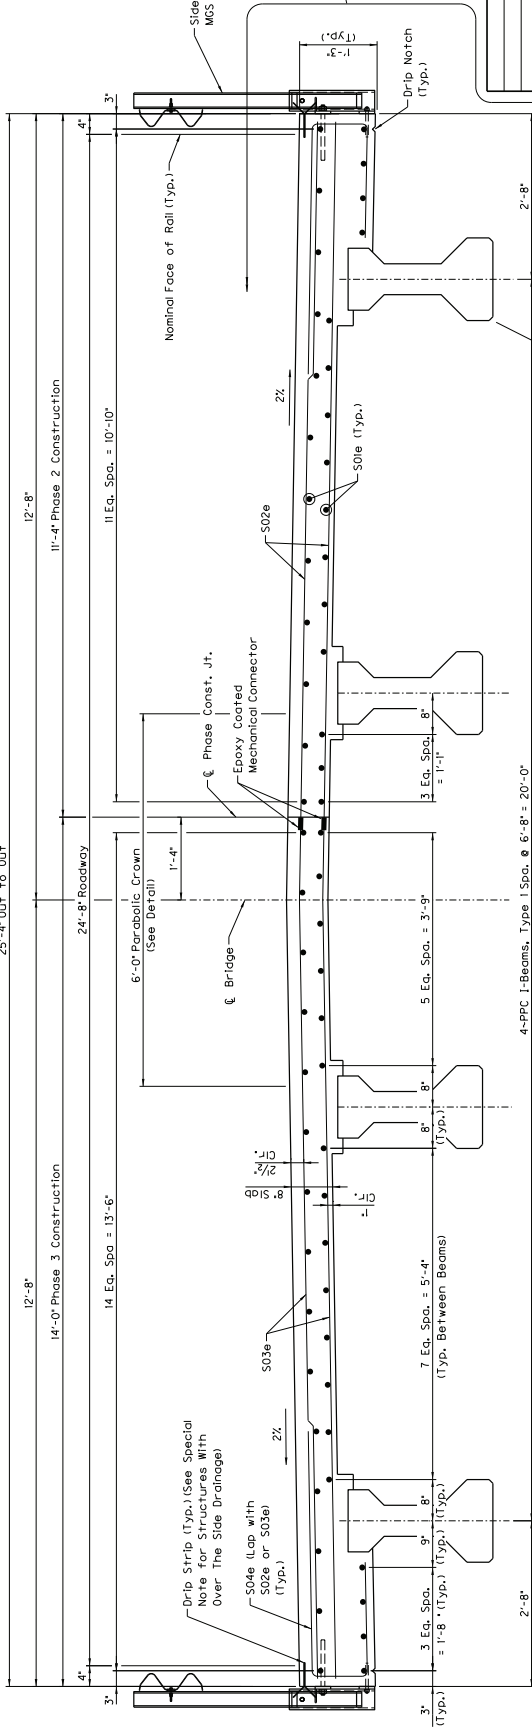 25'-4" Out to Out
12'-8"
12'-8"
14'-0" Phase 3 Construction
11'-4" Phase 2 Construction
24'-8" Roadway
4"
4"
3"
14 Eq. Spa = 13'-6"
11 Eq. Spa. = 10'-10"
3"
Side
MGS
6'-0" Parabolic Crown
(See Detail)
℄ Phase Const. Jt.
1'-4"
Epoxy Coated
Mechanical Connector
℄ Bridge
Nominal Face of Rail (Typ.)
Drip Strip (Typ.) (See Special
Note for Structures With
Over The Side Drainage)
2%
2%
1'-3"
(Typ.)
Drip Notch
(Typ.)
S04e (Lap with
S02e or S03e)
(Typ.)
S03e
8" Slab
2½"
Clr.
1"
Clr.
S02e
S01e (Typ.)
3"
(Typ.)
3 Eq. Spa.
= 1'-8" (Typ.)
9"
(Typ.)
8"
(Typ.)
7 Eq. Spa. = 5'-4"
(Typ. Between Beams)
8"
(Typ.)
8"
5 Eq. Spa. = 3'-9"
3 Eq. Spa.
= 1'-1"
8"
2'-8"
4~PPC I-Beams, Type 1 Spa. @ 6'-8" = 20'-0"
2'-8"